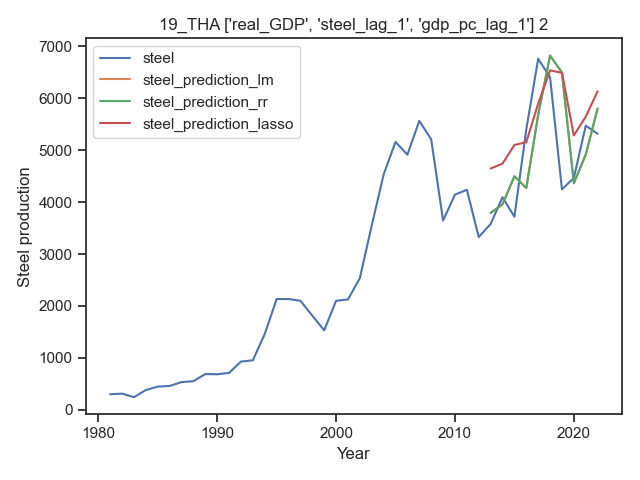 19_THA ['real_GDP', 'steel_lag_1', 'gdp_pc_lag_1'] 2
steel
steel_prediction_lm
steel_prediction_rr
steel_prediction_lasso
7000
6000
5000
4000
3000
2000
1000
0
Steel production
1980
1990
2000
2010
2020
Year